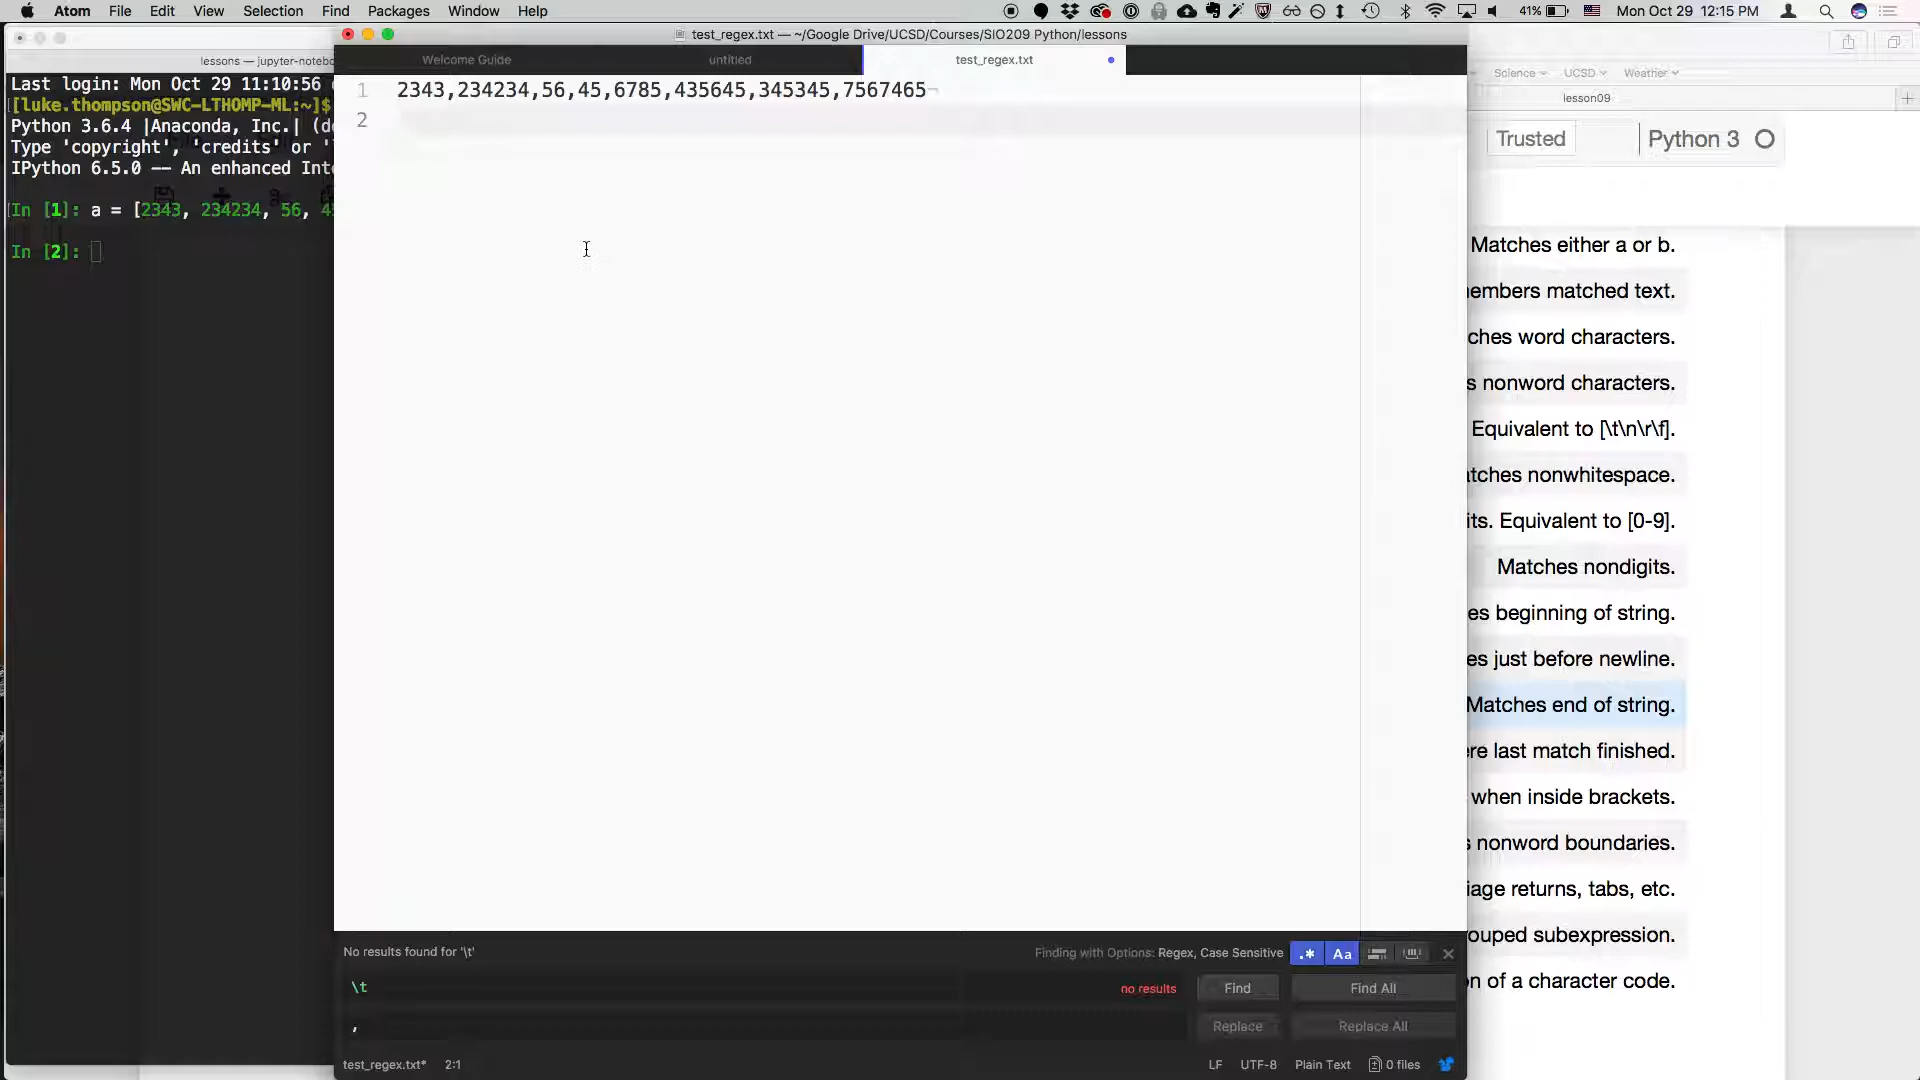 Atom File Edit View Selection Find Packages Window Help
41% Mon Oct 29 12:15 PM
test_regex.txt — ~/Google Drive/UCSD/Courses/SIO209 Python/lessons
lessons — jupyter-noteb
Welcome Guide
untitled
test_regex.txt
Science UCSD Weather
lesson09
Last login: Mon Oct 29 11:10:56
[luke.thompson@SWC-LTHOMP-ML:~]$
Python 3.6.4 |Anaconda, Inc.| (d
Type 'copyright', 'credits' or '
IPython 6.5.0 -- An enhanced Int
In [1]: a = [2343, 234234, 56, 4
In [2]:
1 2343,234234,56,45,6785,435645,345345,7567465¬
2
Trusted
Python 3
Matches either a or b.
members matched text.
ches word characters.
s nonword characters.
Equivalent to [\t\n\r\f].
atches nonwhitespace.
its. Equivalent to [0-9].
Matches nondigits.
es beginning of string.
es just before newline.
Matches end of string.
ere last match finished.
when inside brackets.
s nonword boundaries.
iage returns, tabs, etc.
ouped subexpression.
n of a character code.
No results found for '\t'
Finding with Options: Regex, Case Sensitive
.* Aa
\t
no results
Find
Find All
,
Replace
Replace All
test_regex.txt* 2:1
LF UTF-8 Plain Text 0 files